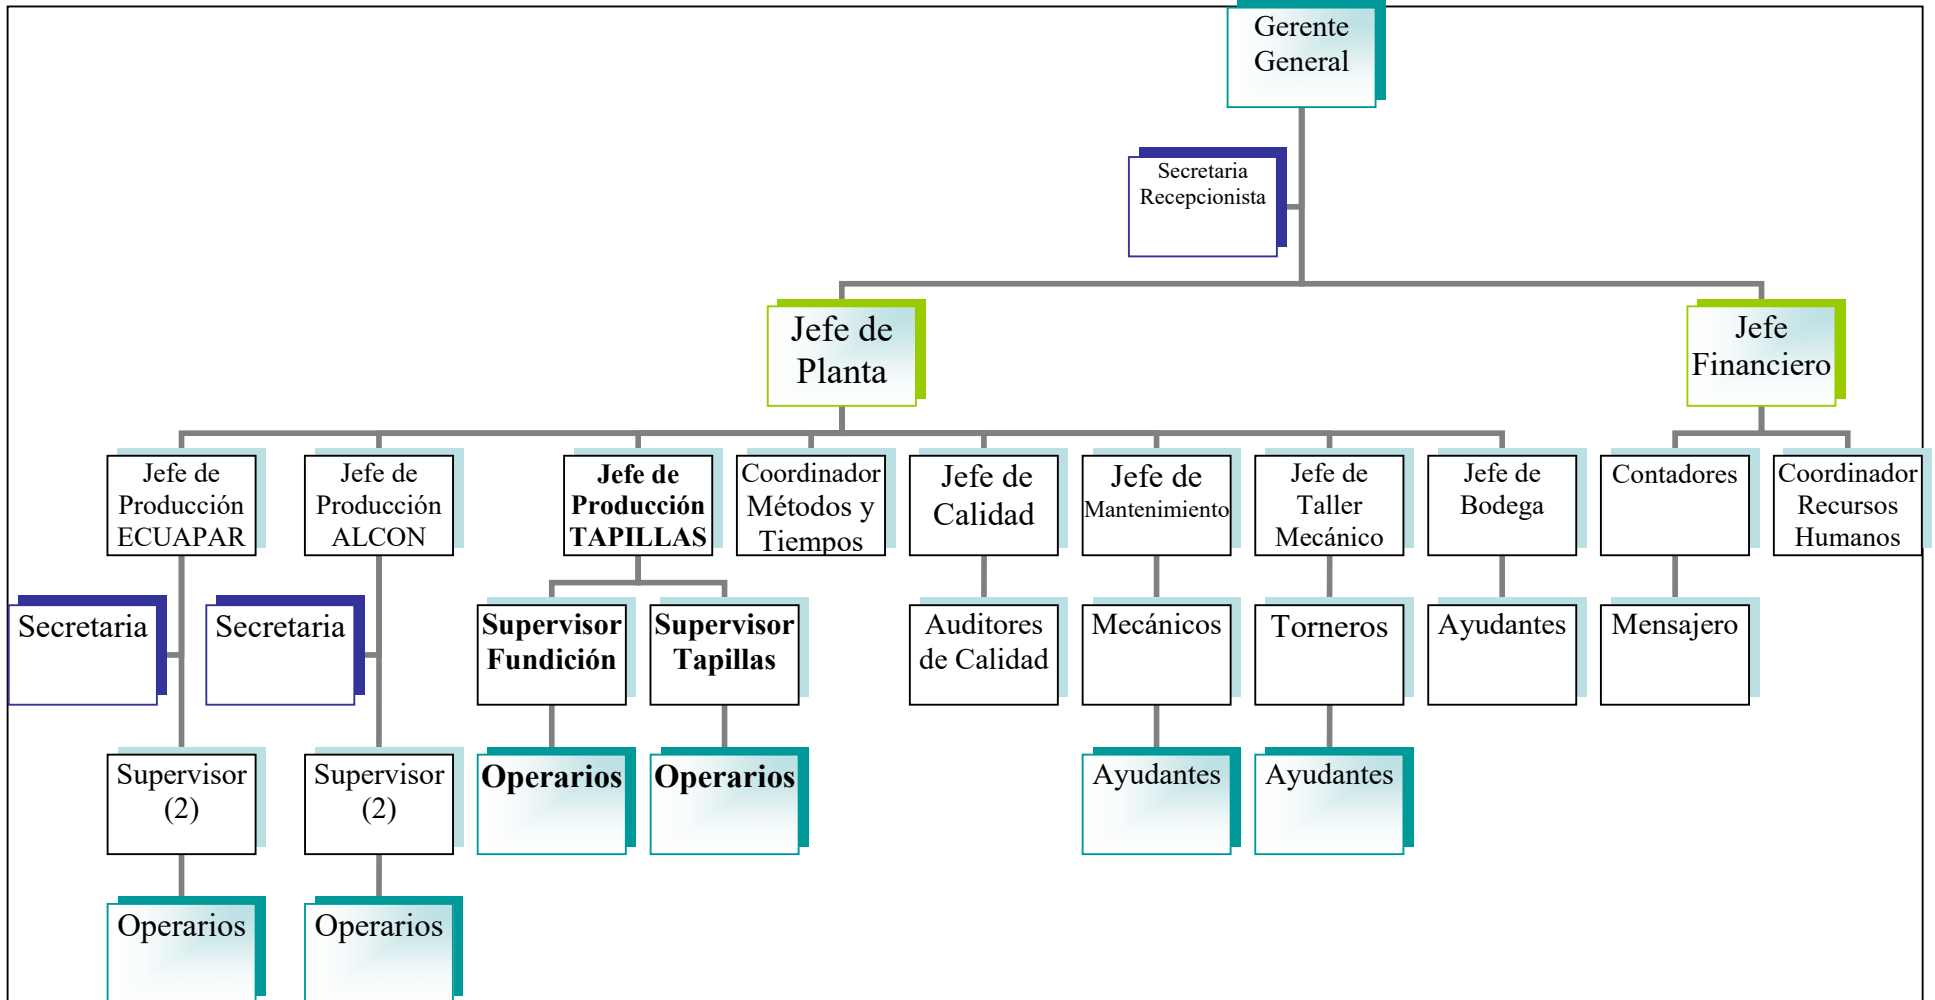 Gerente
General
Secretaria
Recepcionista
Jefe de
Planta
Jefe
Financiero
Jefe de
Producción
ECUAPAR
Jefe de
Producción
ALCON
Jefe de
Producción
TAPILLAS
Coordinador
Métodos y
Tiempos
Jefe de
Calidad
Jefe de
Mantenimiento
Jefe de
Taller
Mecánico
Jefe de
Bodega
Contadores
Coordinador
Recursos
Humanos
Secretaria
Secretaria
Supervisor
Fundición
Supervisor
Tapillas
Auditores
de Calidad
Mecánicos
Torneros
Ayudantes
Mensajero
Supervisor
(2)
Supervisor
(2)
Operarios
Operarios
Ayudantes
Ayudantes
Operarios
Operarios